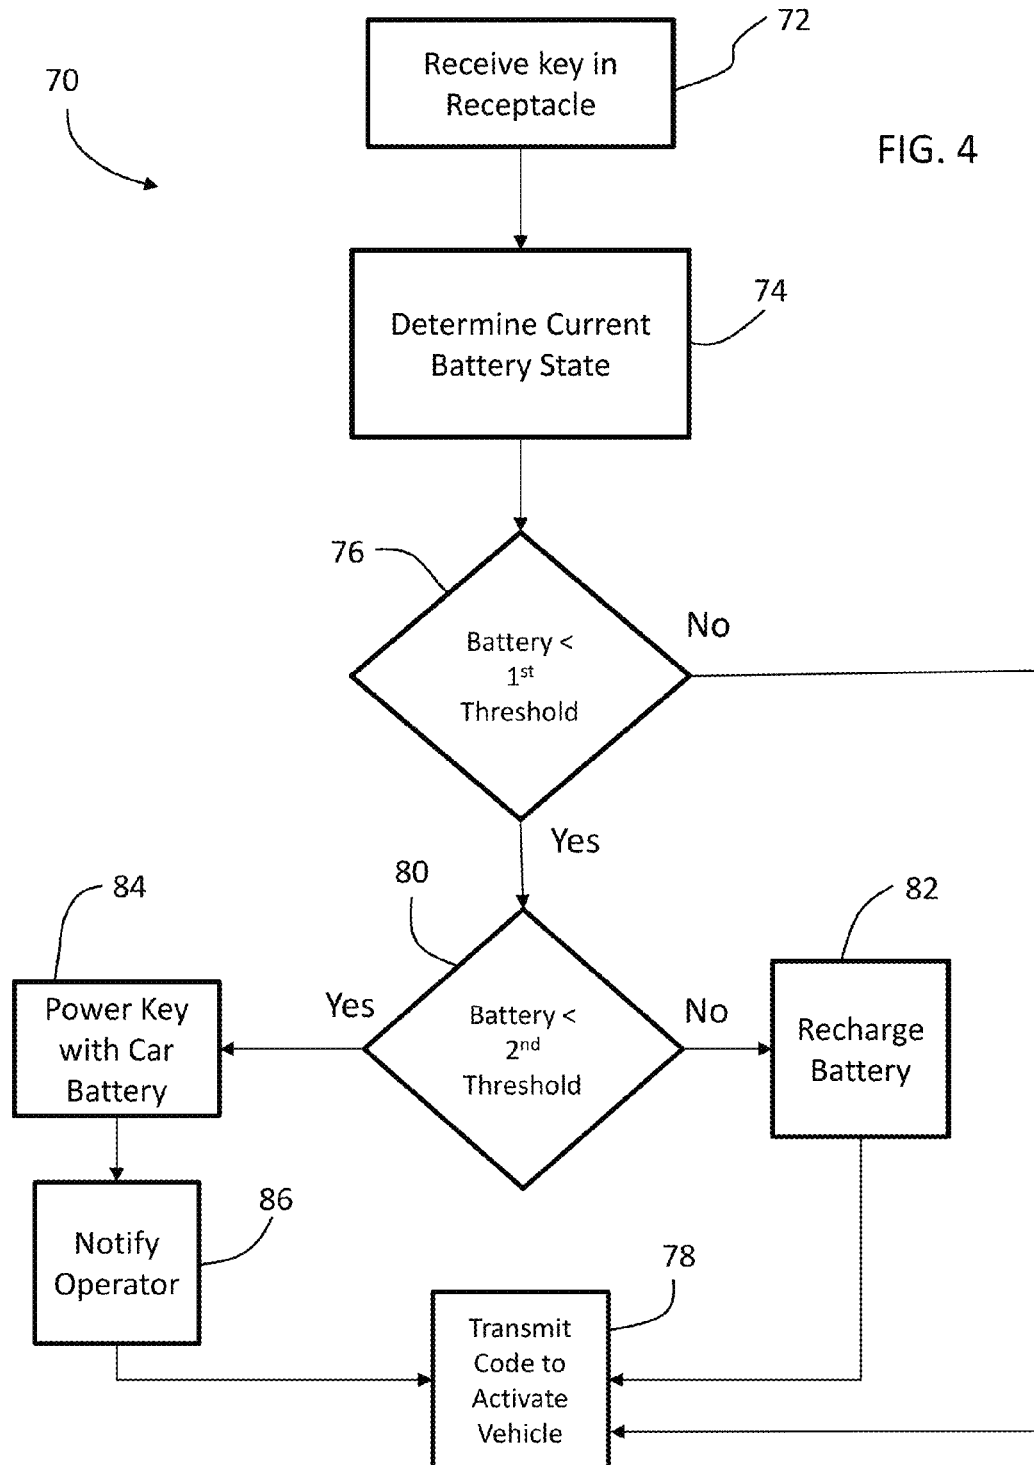 72
Receive key in
Receptacle
70
FIG. 4
74
Determine Current
Battery State
76
No
Battery <
1st
Threshold
Yes
80
84
82
Yes
Battery <
2nd
Threshold
No
Power Key
with Car
Battery
Recharge
Battery
86
Notify
Operator
78
Transmit
Code to
Activate
Vehicle